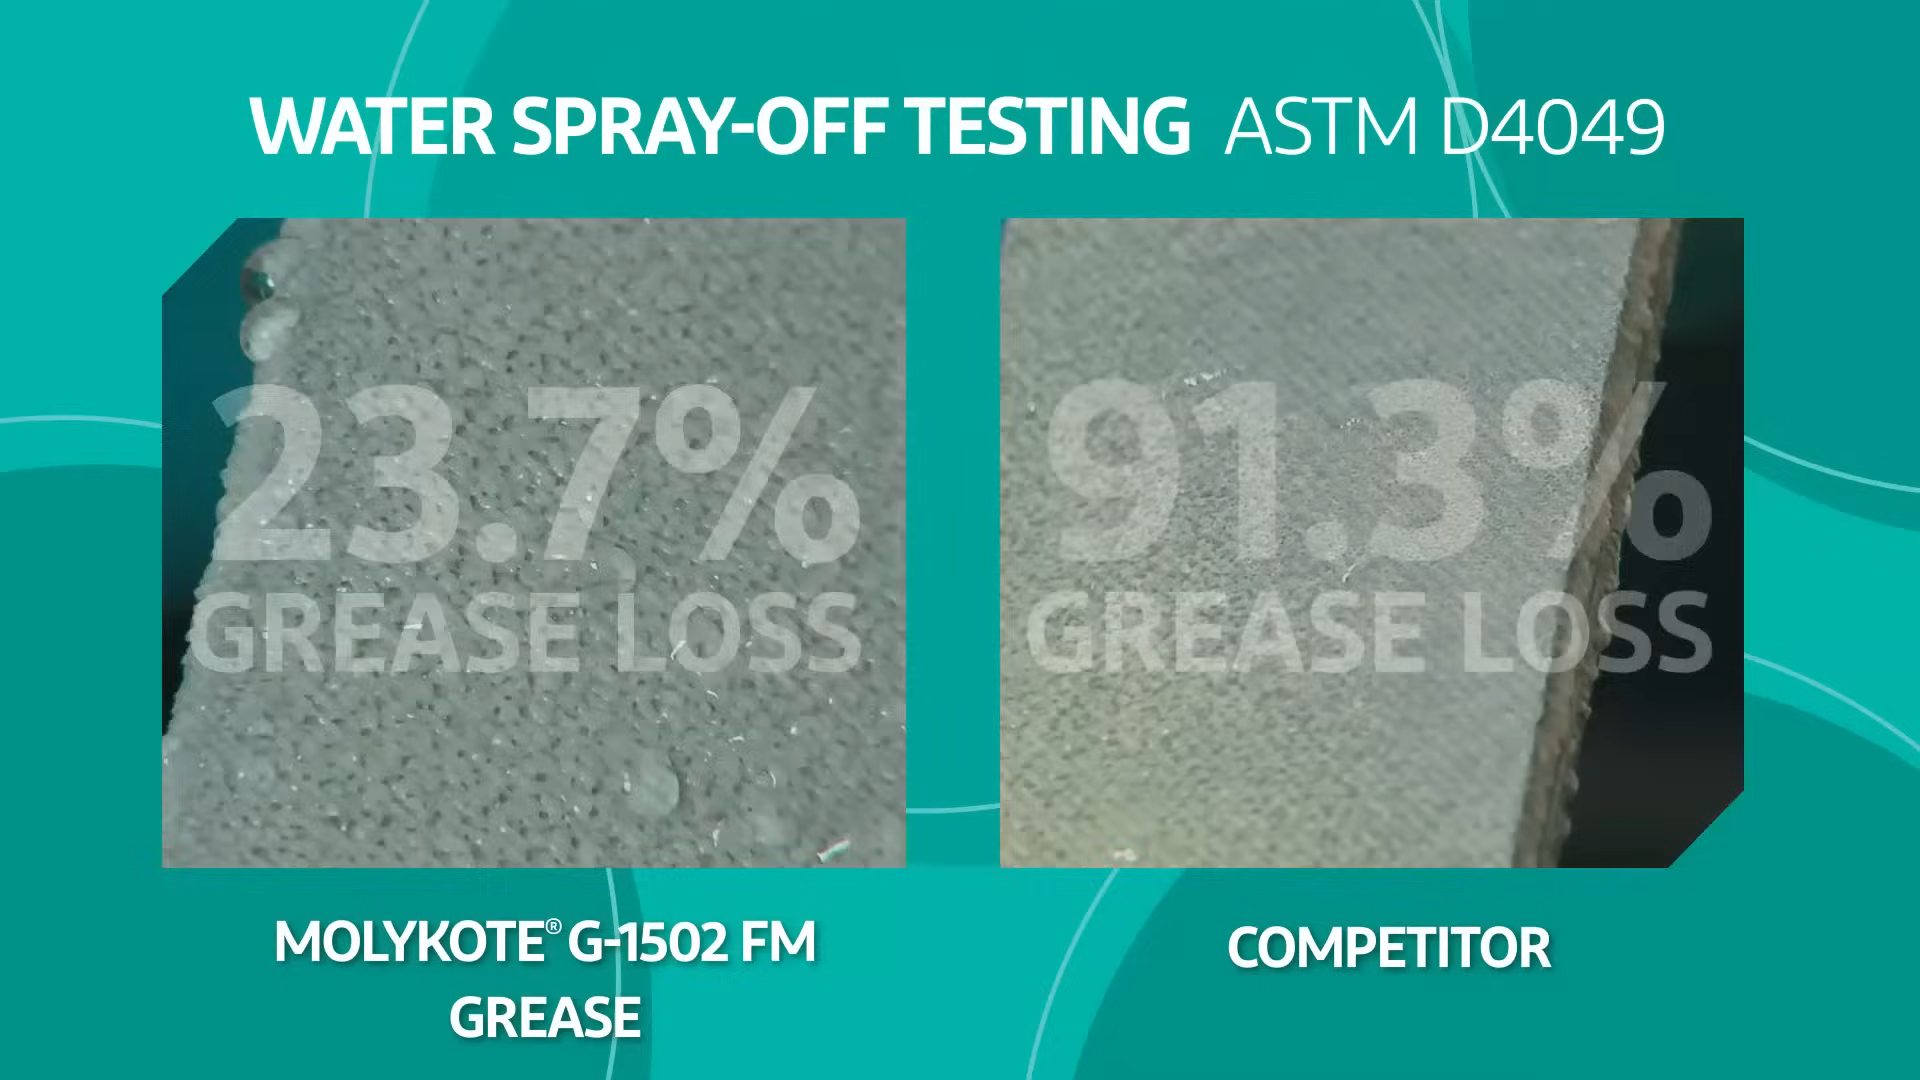 WATER SPRAY-OFF TESTING ASTM D4049
23.7%
GREASE LOSS
91.3%
GREASE LOSS
MOLYKOTE® G-1502 FM
GREASE
COMPETITOR